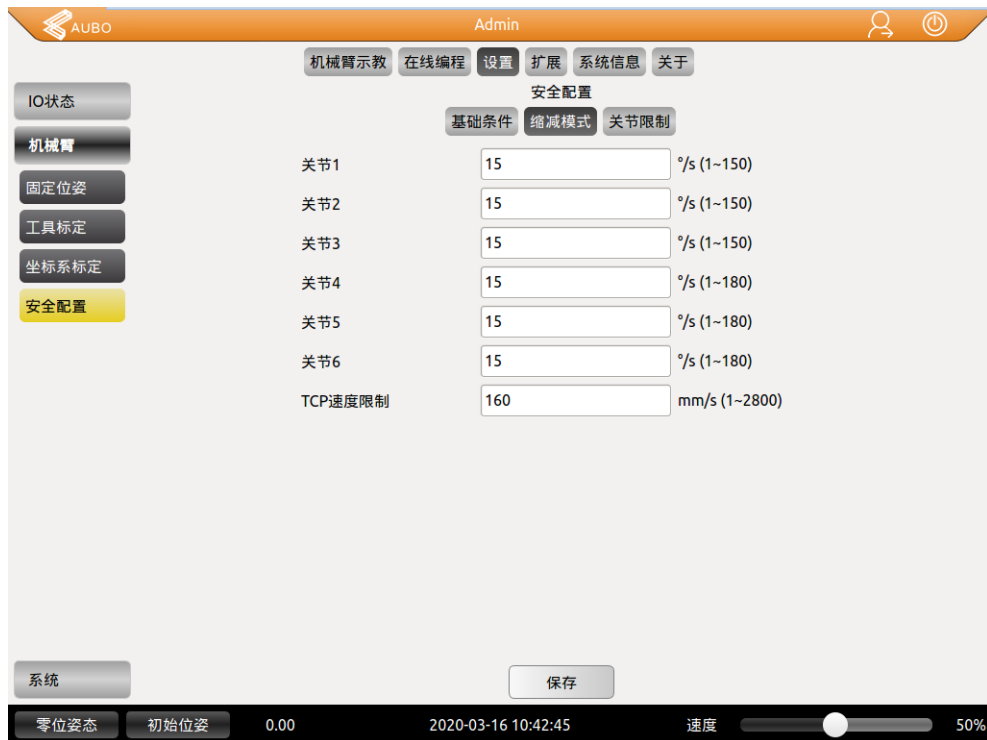 AUBO Admin
机械臂示教 在线编程 设置 扩展 系统信息 关于
安全配置
基础条件 缩减模式 关节限制
IO状态
机械臂
固定位姿
工具标定
坐标系标定
安全配置
关节1 15 °/s (1~150)
关节2 15 °/s (1~150)
关节3 15 °/s (1~150)
关节4 15 °/s (1~180)
关节5 15 °/s (1~180)
关节6 15 °/s (1~180)
TCP速度限制 160 mm/s (1~2800)
系统 保存
零位姿态 初始位姿 0.00 2020-03-16 10:42:45 速度 50%